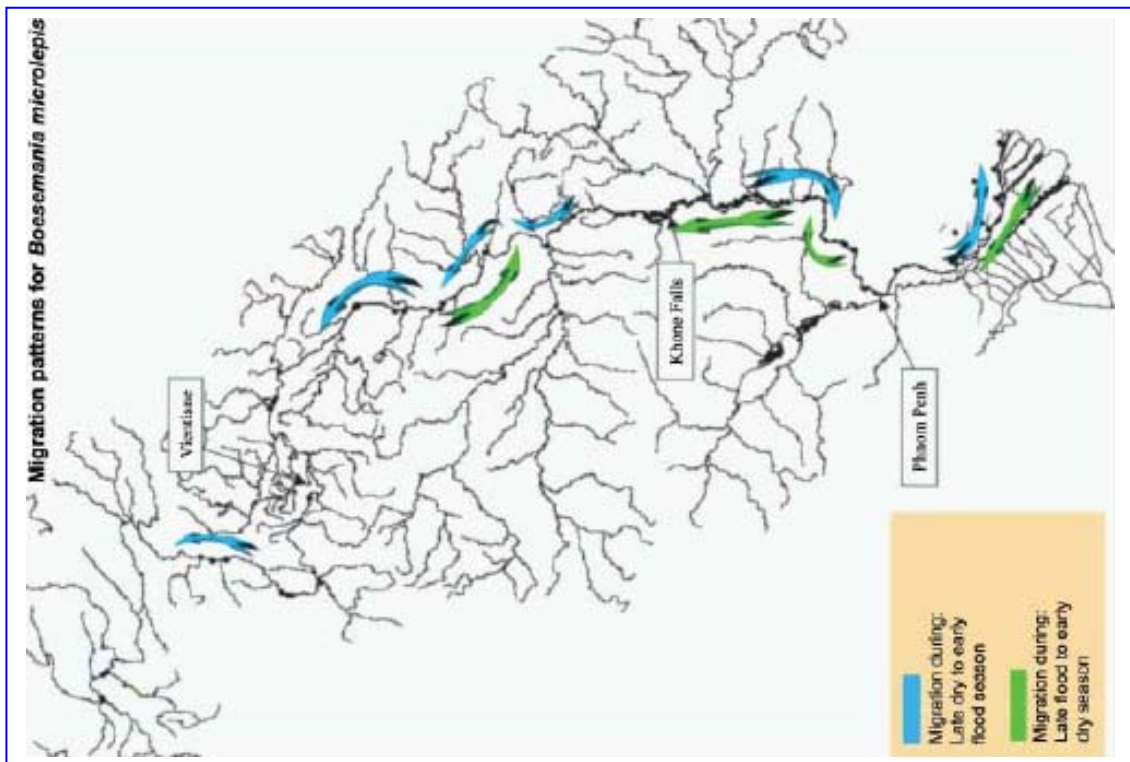 Migration patterns for Boesemania microlepis
Vientiane
Khone Falls
Phnom Penh
Migration during:
Late dry to early
flood season
Migration during:
Late flood to early
dry season